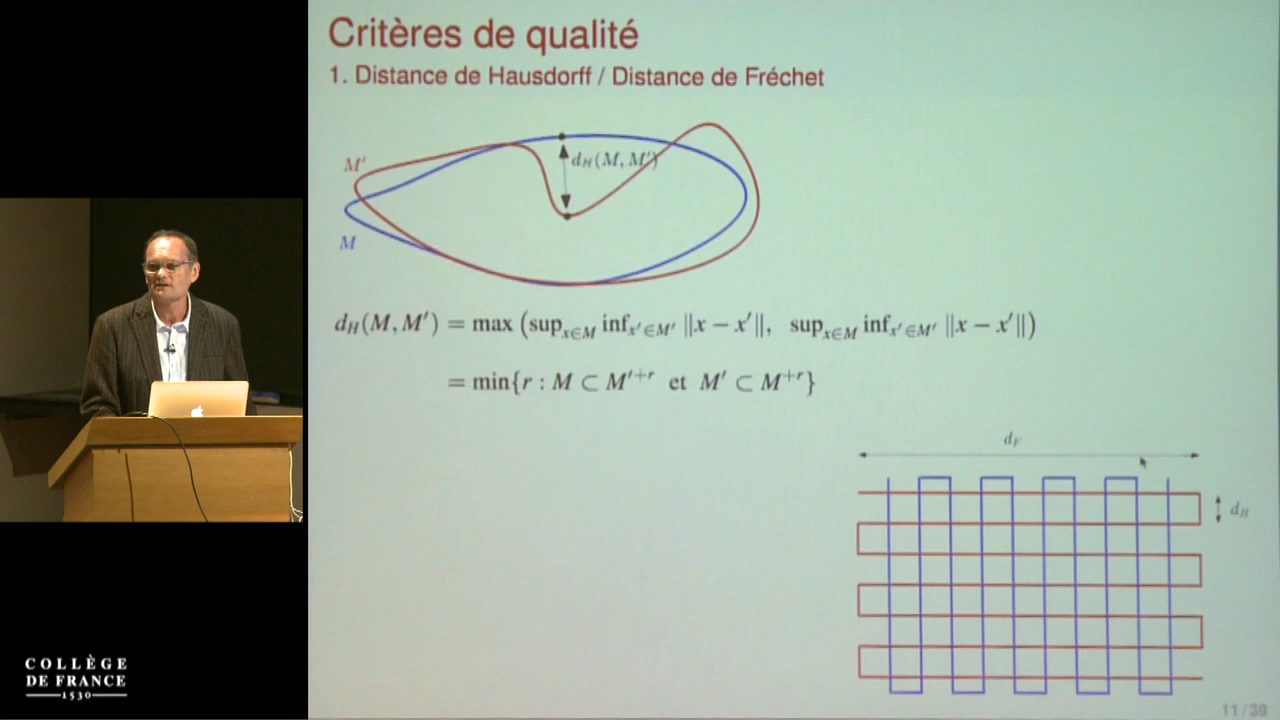 Critères de qualité
1. Distance de Hausdorff / Distance de Fréchet
M′
d_H(M, M′)
M
d_H(M, M′) = max (sup_{x∈M} inf_{x′∈M′} ‖x − x′‖, sup_{x∈M} inf_{x′∈M′} ‖x − x′‖)
= min{r : M ⊂ M′^{+r} et M′ ⊂ M^{+r}}
d_F
d_H
COLLÈGE
DE FRANCE
1530
11/39